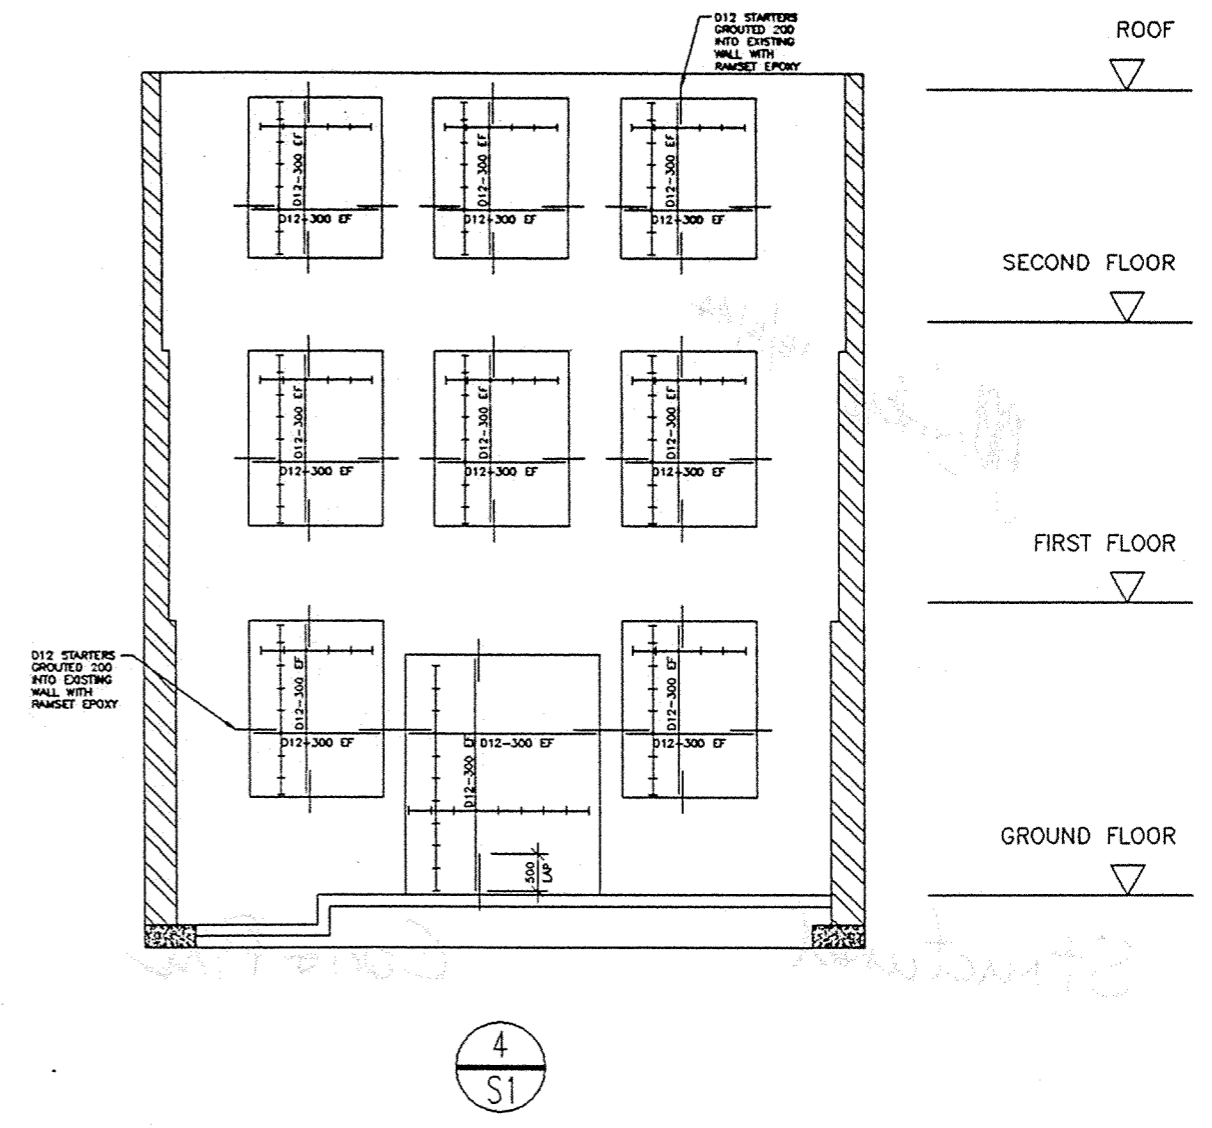 D12 STARTERS
GROUTED 200
INTO EXISTING
WALL WITH
RAMSET EPOXY
ROOF
D12-300 EF
D12-300 EF
D12-300 EF
D12-300 EF
D12-300 EF
D12-300 EF
SECOND FLOOR
D12-300 EF
D12-300 EF
D12-300 EF
D12-300 EF
D12-300 EF
D12-300 EF
FIRST FLOOR
D12 STARTERS
GROUTED 200
INTO EXISTING
WALL WITH
RAMSET EPOXY
D12-300 EF
D12-300 EF
D12-300 EF
D12-300 EF
D12-300 EF
D12-300 EF
500
LAP
GROUND FLOOR
Structural
4
S1